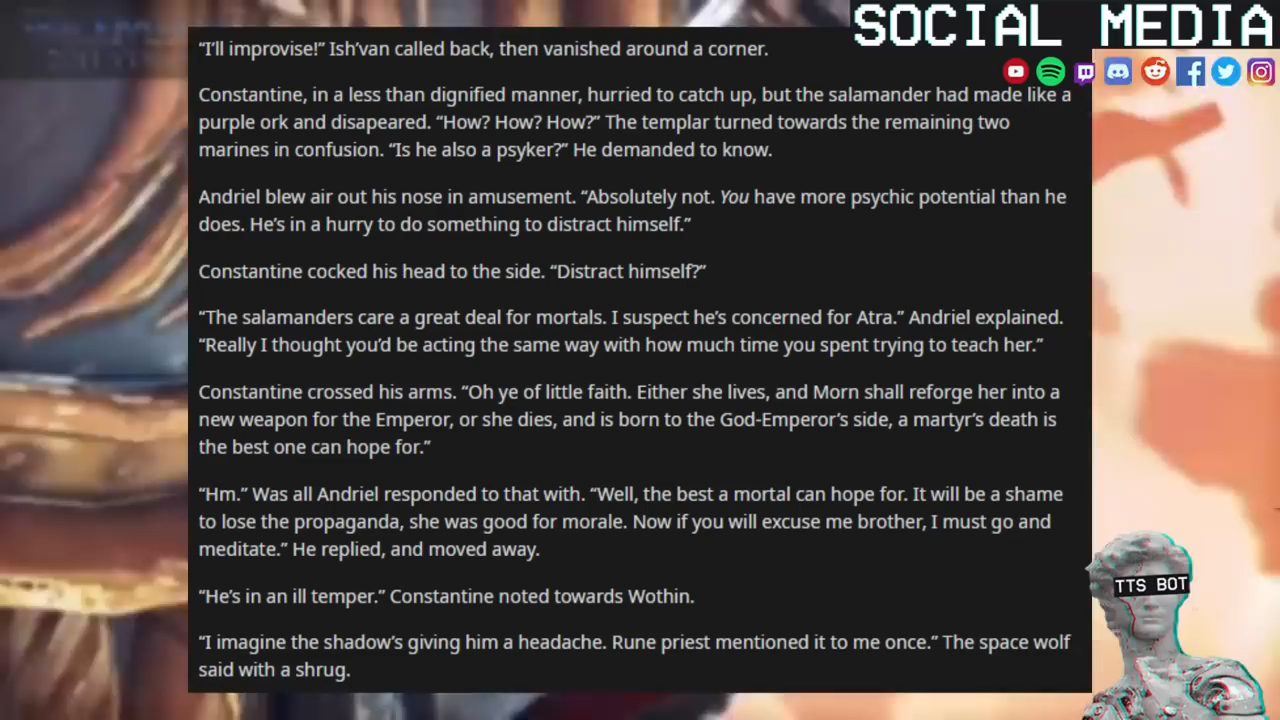 SOCIAL MEDIA
“I’ll improvise!” Ish’van called back, then vanished around a corner.
Constantine, in a less than dignified manner, hurried to catch up, but the salamander had made like a
purple ork and disapeared. “How? How? How?” The templar turned towards the remaining two
marines in confusion. “Is he also a psyker?” He demanded to know.
Andriel blew air out his nose in amusement. “Absolutely not. You have more psychic potential than he
does. He’s in a hurry to do something to distract himself.”
Constantine cocked his head to the side. “Distract himself?”
“The salamanders care a great deal for mortals. I suspect he’s concerned for Atra.” Andriel explained.
“Really I thought you’d be acting the same way with how much time you spent trying to teach her.”
Constantine crossed his arms. “Oh ye of little faith. Either she lives, and Morn shall reforge her into a
new weapon for the Emperor, or she dies, and is born to the God-Emperor’s side, a martyr’s death is
the best one can hope for.”
“Hm.” Was all Andriel responded to that with. “Well, the best a mortal can hope for. It will be a shame
to lose the propaganda, she was good for morale. Now if you will excuse me brother, I must go and
meditate.” He replied, and moved away.
“He’s in an ill temper.” Constantine noted towards Wothin.
“I imagine the shadow’s giving him a headache. Rune priest mentioned it to me once.” The space wolf
said with a shrug.
TTS BOT